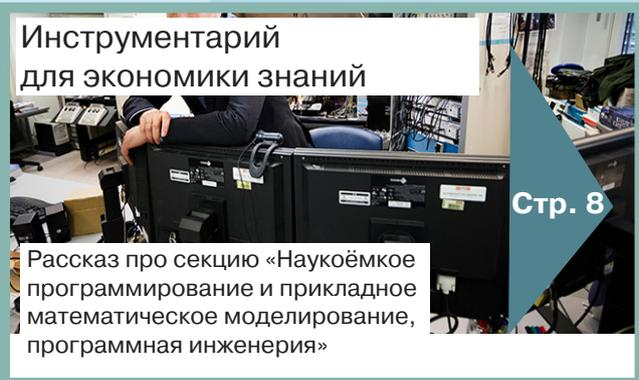 Инструментарий
для экономики знаний
Стр. 8
Рассказ про секцию «Наукоёмкое
программирование и прикладное
математическое моделирование,
программная инженерия»